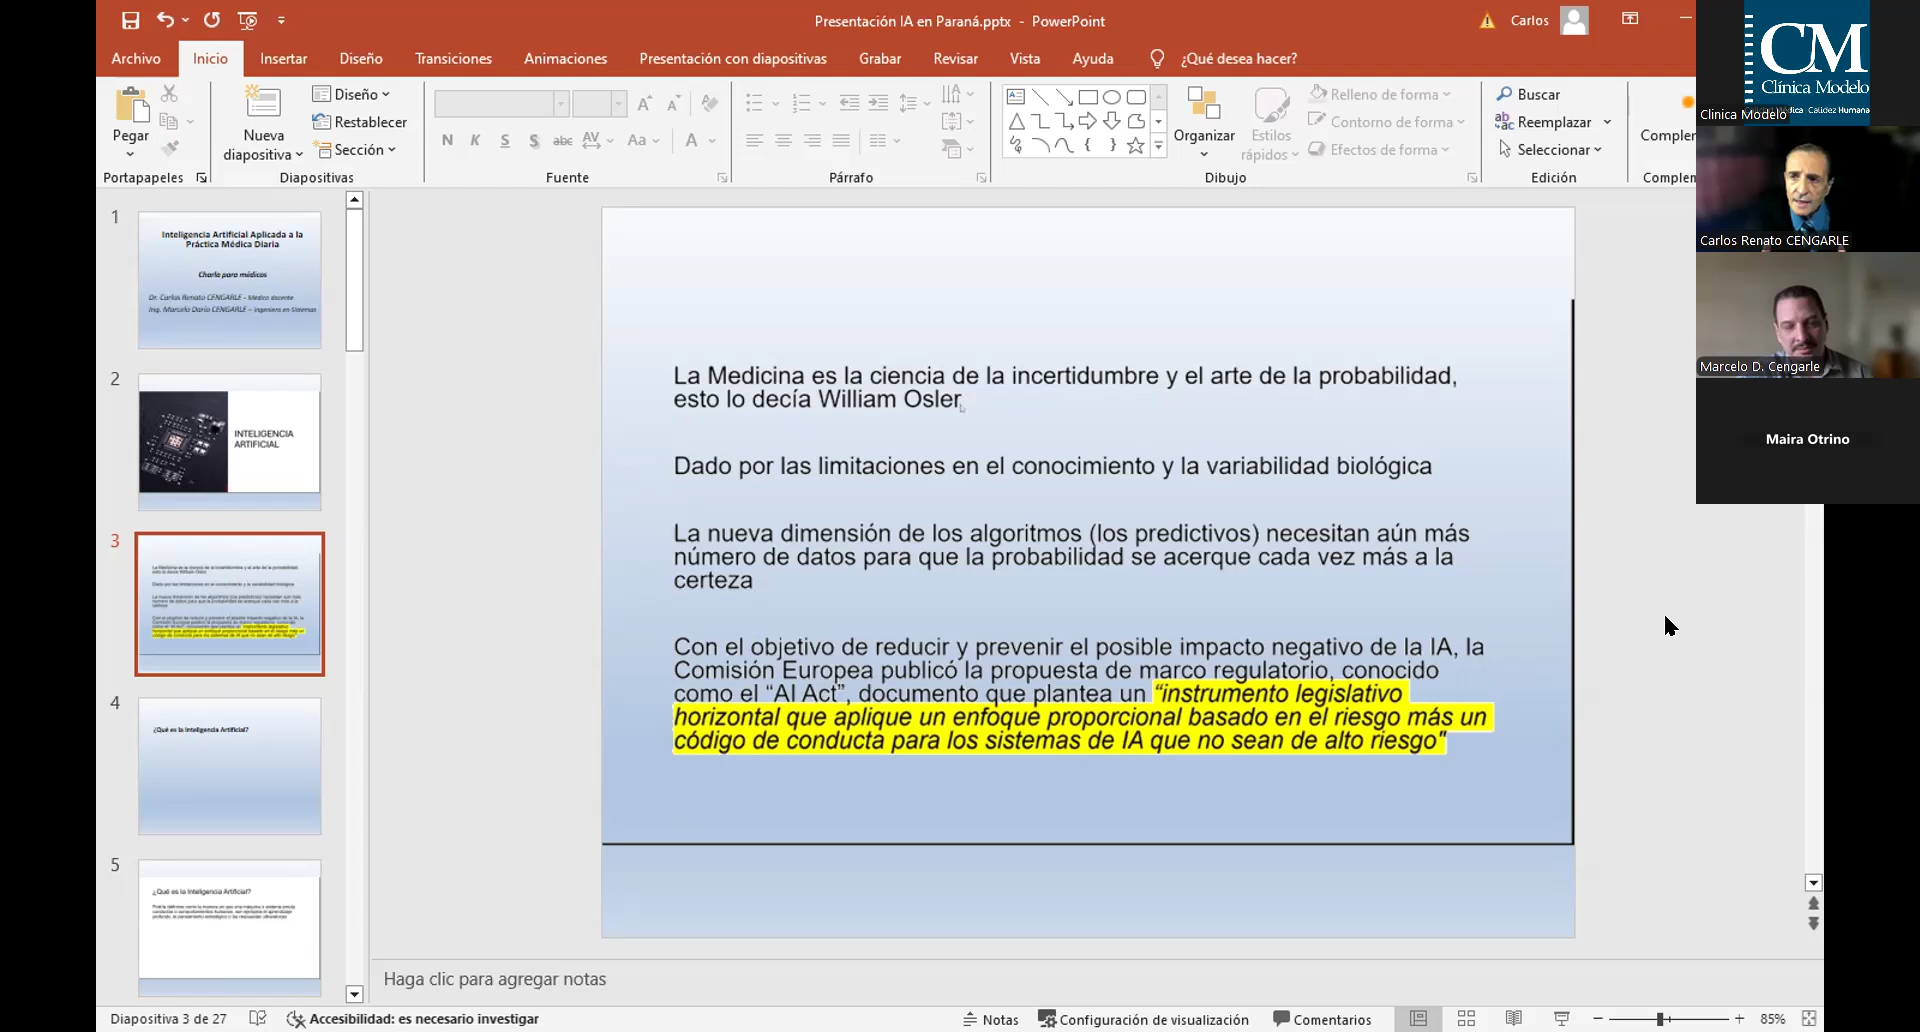 Presentación IA en Paraná.pptx - PowerPoint
Carlos
Archivo
Inicio
Insertar
Diseño
Transiciones
Animaciones
Presentación con diapositivas
Grabar
Revisar
Vista
Ayuda
¿Qué desea hacer?
Pegar
Portapapeles
Nueva
diapositiva
Diseño
Restablecer
Sección
Diapositivas
N K S S abc AV Aa A
Fuente
Párrafo
Organizar
Estilos
rápidos
Relleno de forma
Contorno de forma
Efectos de forma
Dibujo
Buscar
Reemplazar
Seleccionar
Edición
Comple
Complen
CM
Clínica Modelo
Calidez Humana
Clinica Modelo
Carlos Renato CENGARLE
Marcelo D. Cengarle
Maira Otrino
1
Inteligencia Artificial Aplicada a la
Práctica Médica Diaria
Charla para médicos
Dr. Carlos Renato CENGARLE - Médico docente
Ing. Marcelo Darío CENGARLE – Ingeniero en Sistemas
2
INTELIGENCIA
ARTIFICIAL
3
4
¿Qué es la Inteligencia Artificial?
5
¿Qué es la Inteligencia Artificial?
La Medicina es la ciencia de la incertidumbre y el arte de la probabilidad,
esto lo decía William Osler
Dado por las limitaciones en el conocimiento y la variabilidad biológica
La nueva dimensión de los algoritmos (los predictivos) necesitan aún más
número de datos para que la probabilidad se acerque cada vez más a la
certeza
Con el objetivo de reducir y prevenir el posible impacto negativo de la IA, la
Comisión Europea publicó la propuesta de marco regulatorio, conocido
como el “AI Act”, documento que plantea un “instrumento legislativo
horizontal que aplique un enfoque proporcional basado en el riesgo más un
código de conducta para los sistemas de IA que no sean de alto riesgo"
Haga clic para agregar notas
Diapositiva 3 de 27
Accesibilidad: es necesario investigar
Notas
Configuración de visualización
Comentarios
85%